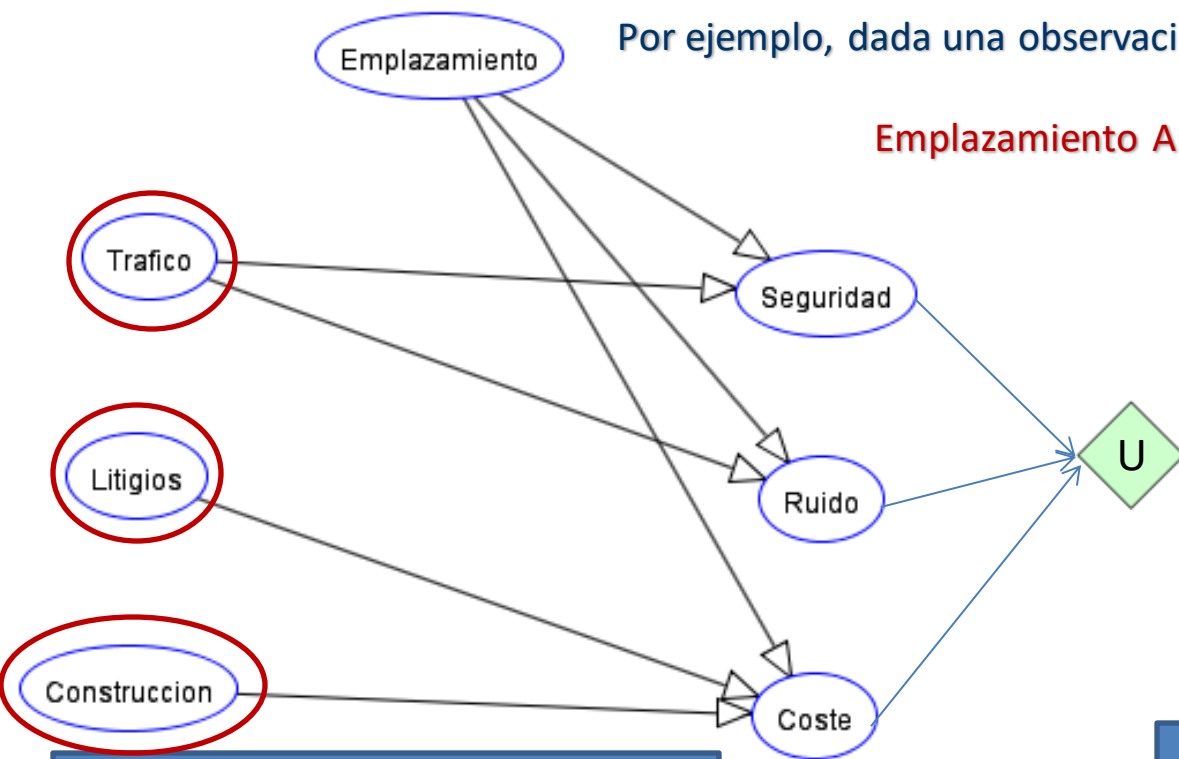 Por ejemplo, dada una observaci
Emplazamiento
Emplazamiento A
Trafico
Seguridad
Litigios
Ruido
U
Construccion
Coste